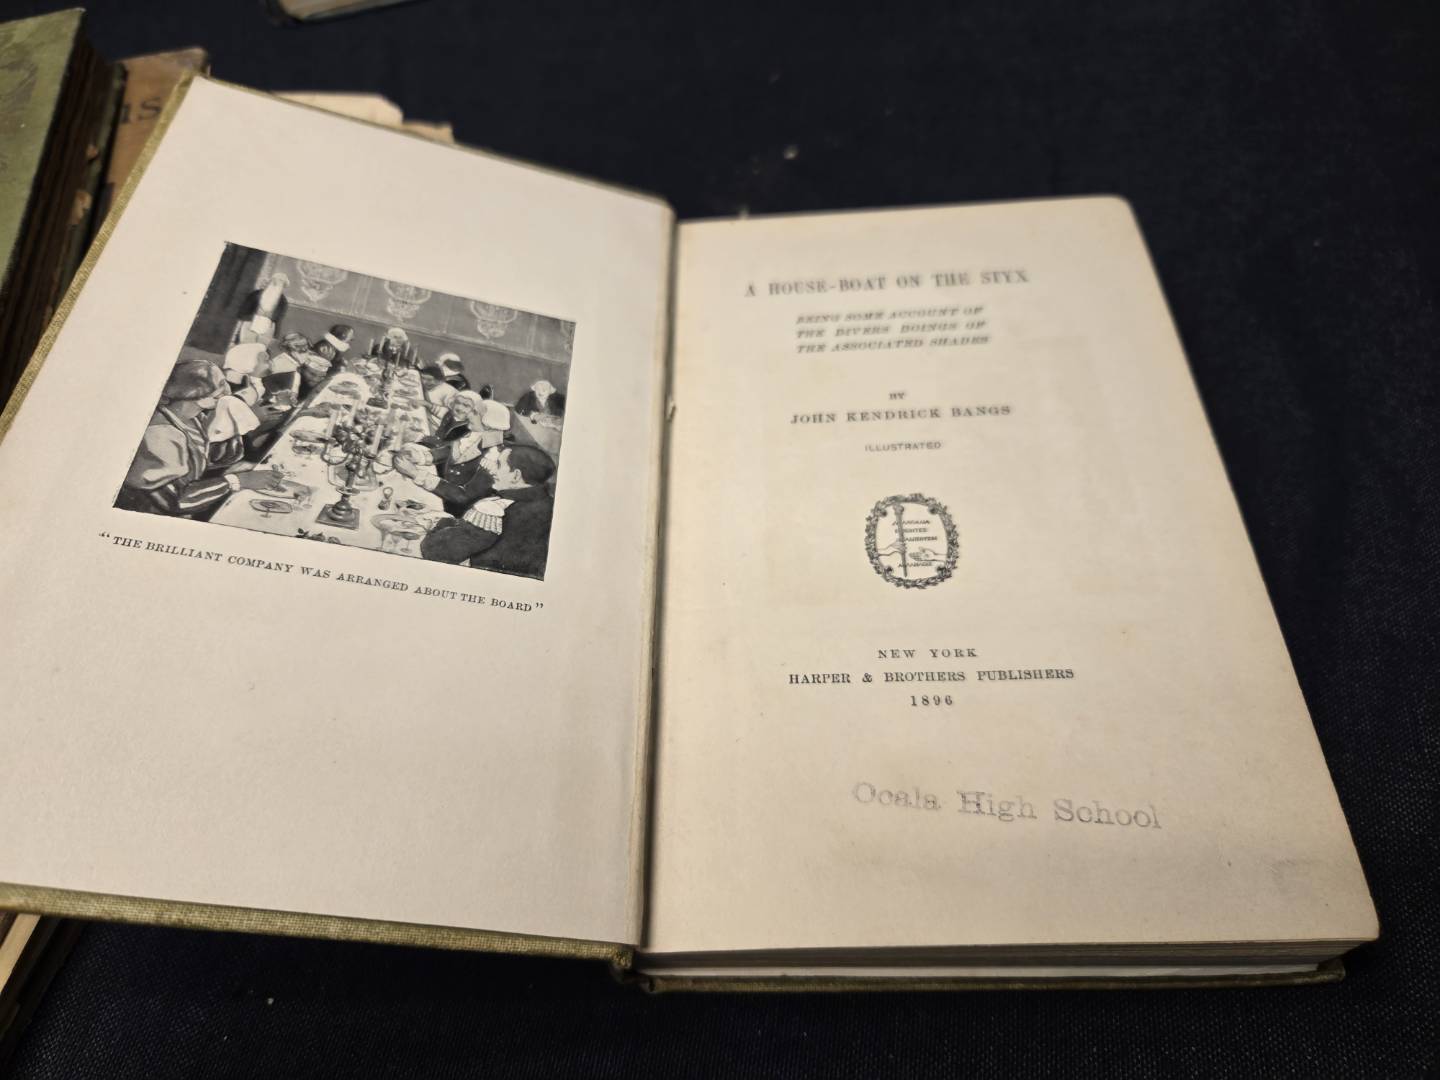 IS
"THE BRILLIANT COMPANY WAS ARRANGED ABOUT THE BOARD"
A HOUSE-BOAT ON THE STYX
BEING SOME ACCOUNT OF
THE DIVERS DOINGS OF
THE ASSOCIATED SHADES
BY
JOHN KENDRICK BANGS
ILLUSTRATED
NEW YORK
HARPER & BROTHERS PUBLISHERS
1896
Ocala High School